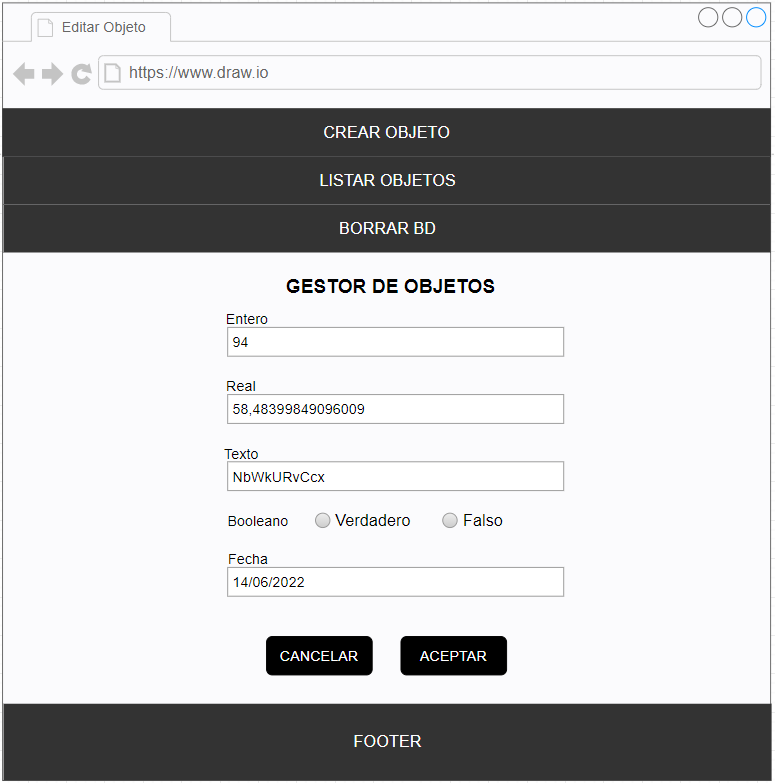 Editar Objeto
https://www.draw.io
CREAR OBJETO
LISTAR OBJETOS
BORRAR BD
GESTOR DE OBJETOS
Entero
94
Real
58,48399849096009
Texto
NbWkURvCcx
Booleano Verdadero Falso
Fecha
14/06/2022
CANCELAR ACEPTAR
FOOTER